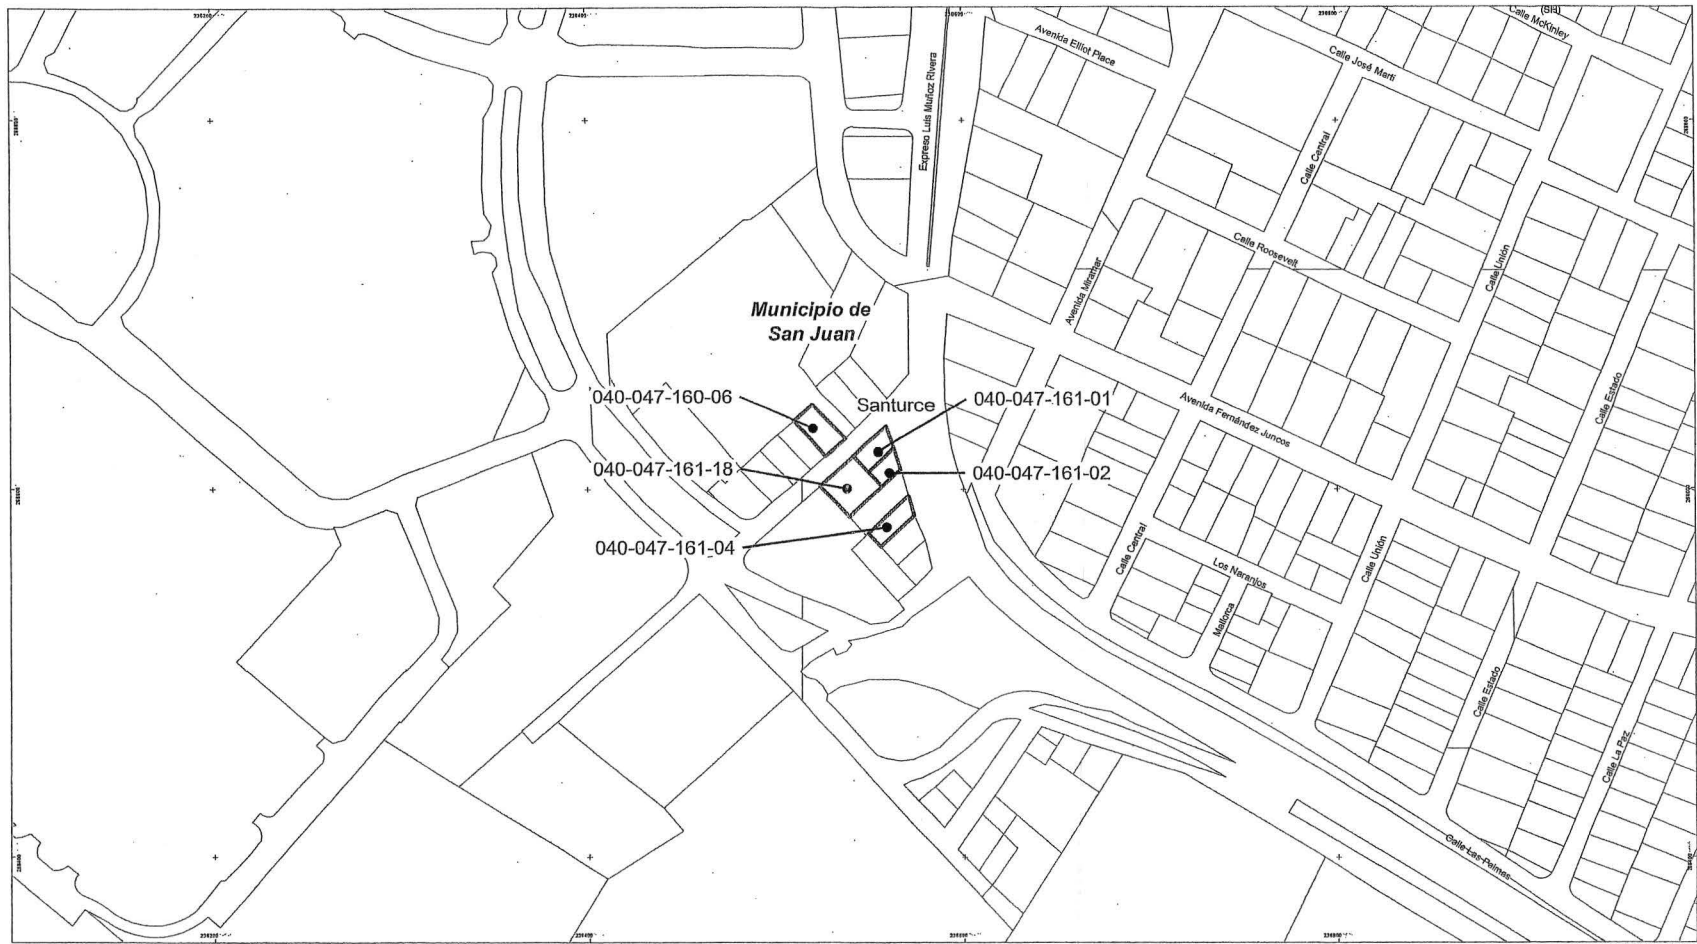 (SH)
Calle McKinley
Avenida Elliot Place
Calle José Martí
Expreso Luis Muñoz Rivera
Calle Central
Calle Roosevelt
Calle Unión
Avenida Miramar
Municipio de
San Juan
Calle Estado
040-047-160-06
Santurce
040-047-161-01
Avenida Fernández Juncos
040-047-161-18
040-047-161-02
040-047-161-04
Calle Central
Calle Unión
Los Naranjos
Mallorca
Calle Estado
Calle La Paz
Calle Las Palmas